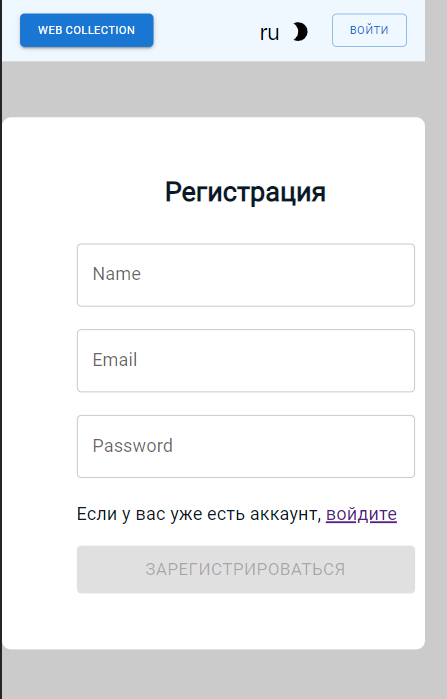 WEB COLLECTION
ru
ВОЙТИ
Регистрация
Name
Email
Password
Если у вас уже есть аккаунт, войдите
ЗАРЕГИСТРИРОВАТЬСЯ